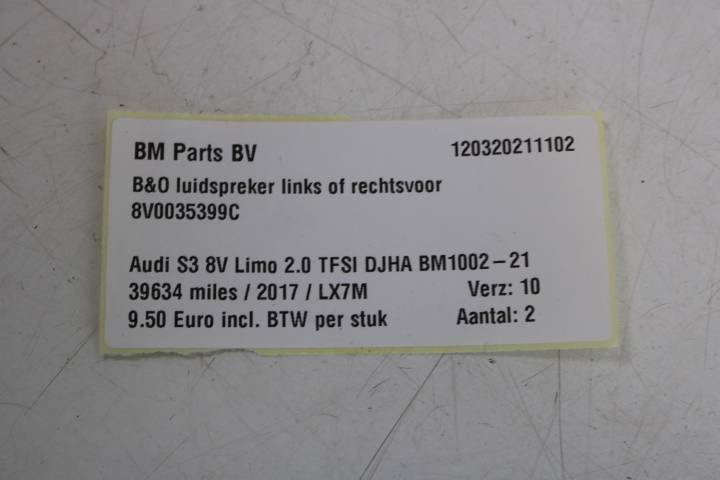 BM Parts BV 120320211102
B&O luidspreker links of rechtsvoor
8V0035399C
Audi S3 8V Limo 2.0 TFSI DJHA BM1002-21
39634 miles / 2017 / LX7M Verz: 10
9.50 Euro incl. BTW per stuk Aantal: 2